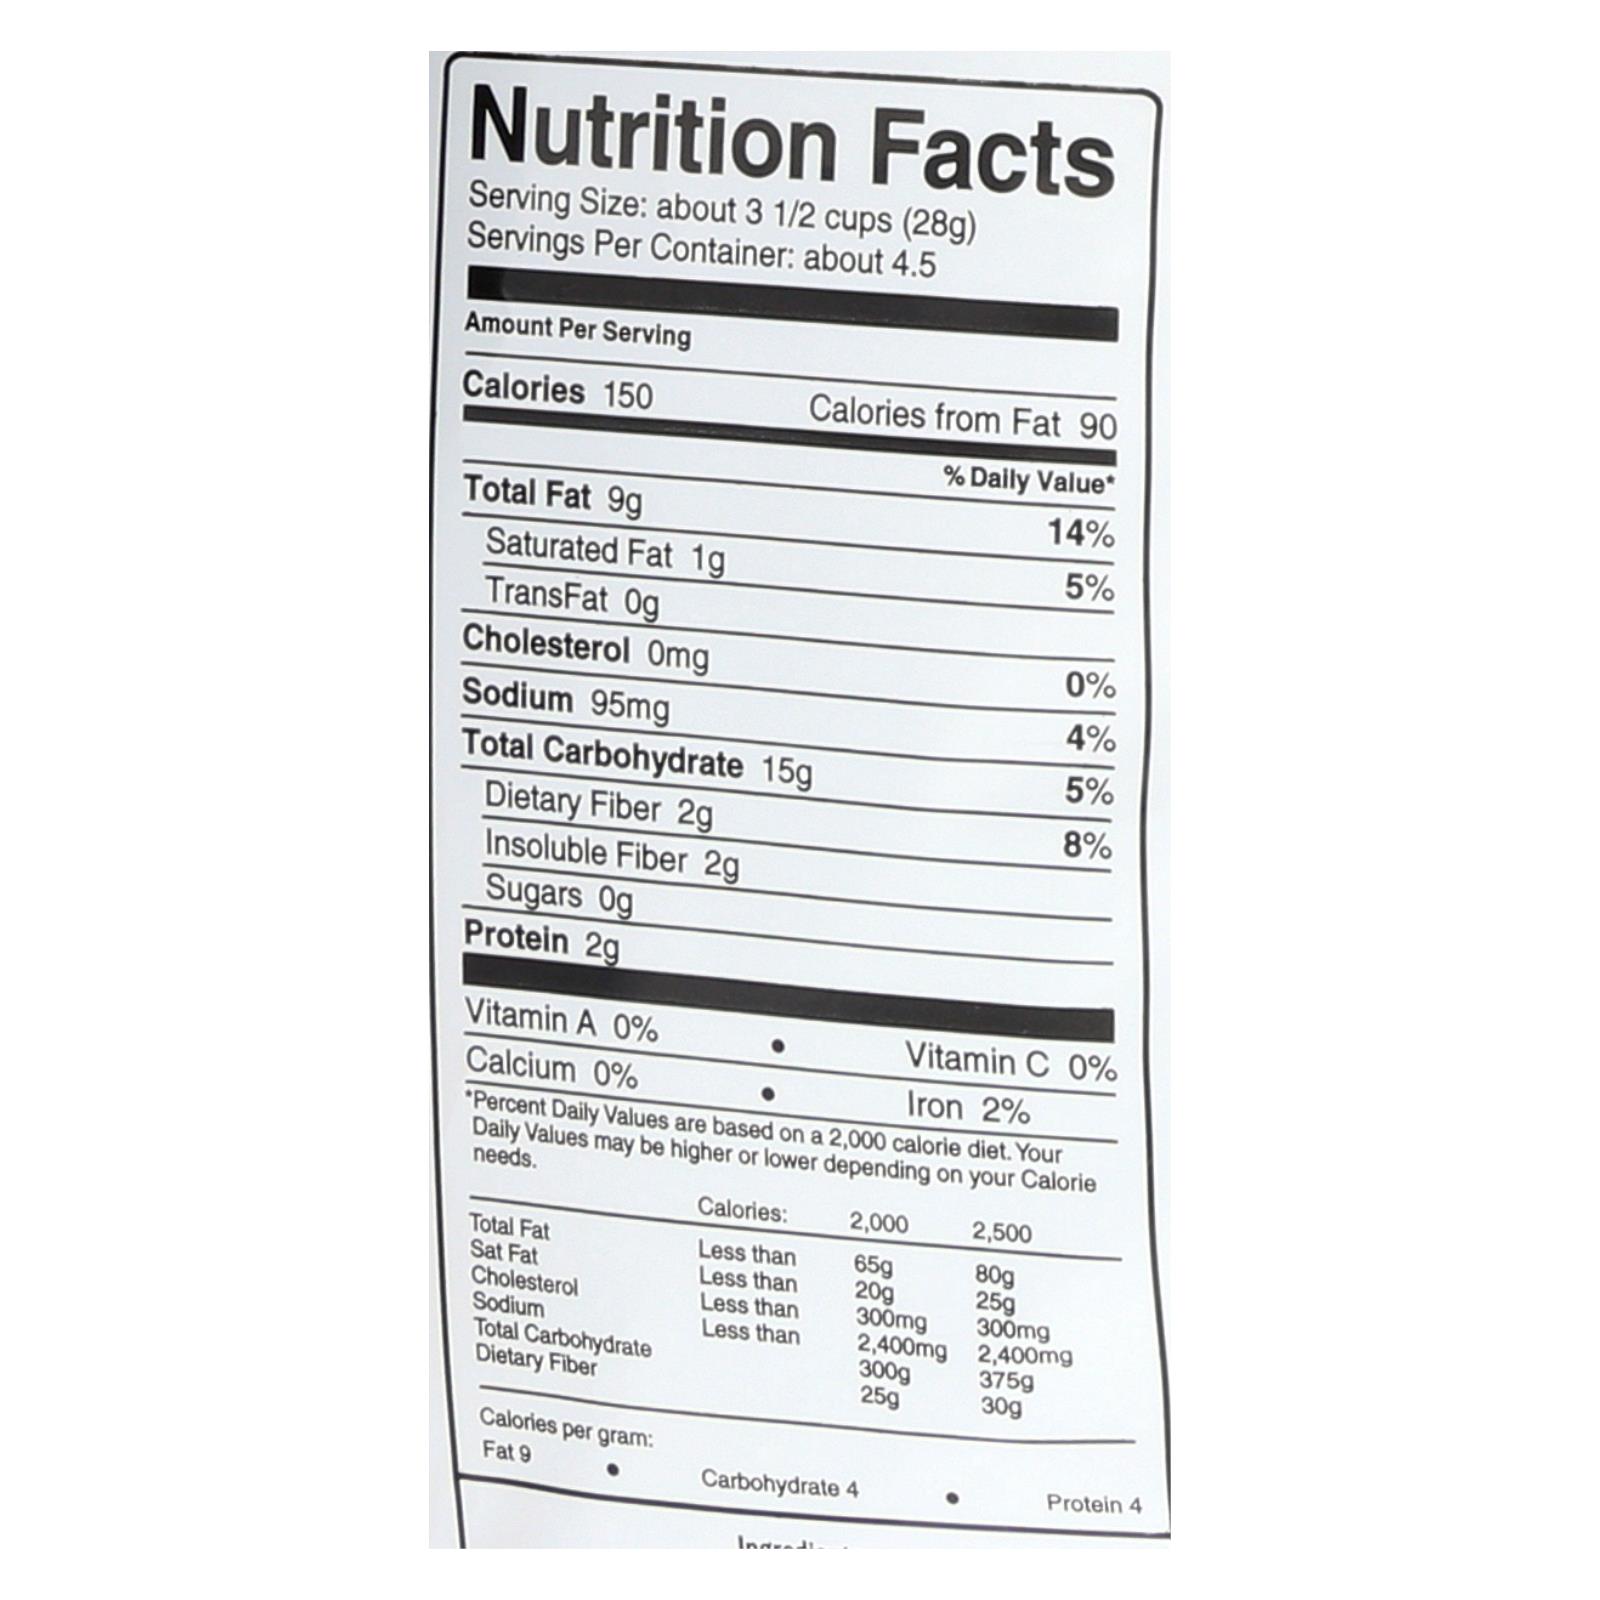 Nutrition Facts
Serving Size: about 3 1/2 cups (28g)
Servings Per Container: about 4.5
Amount Per Serving
Calories 150 Calories from Fat 90
% Daily Value*
Total Fat 9g 14%
Saturated Fat 1g 5%
TransFat 0g
Cholesterol 0mg 0%
Sodium 95mg 4%
Total Carbohydrate 15g 5%
Dietary Fiber 2g 8%
Insoluble Fiber 2g
Sugars 0g
Protein 2g
Vitamin A 0% • Vitamin C 0%
Calcium 0% • Iron 2%
*Percent Daily Values are based on a 2,000 calorie diet. Your
Daily Values may be higher or lower depending on your Calorie
needs.
Calories: 2,000 2,500
Total Fat Less than 65g 80g
Sat Fat Less than 20g 25g
Cholesterol Less than 300mg 300mg
Sodium Less than 2,400mg 2,400mg
Total Carbohydrate 300g 375g
Dietary Fiber 25g 30g
Calories per gram:
Fat 9 • Carbohydrate 4 • Protein 4